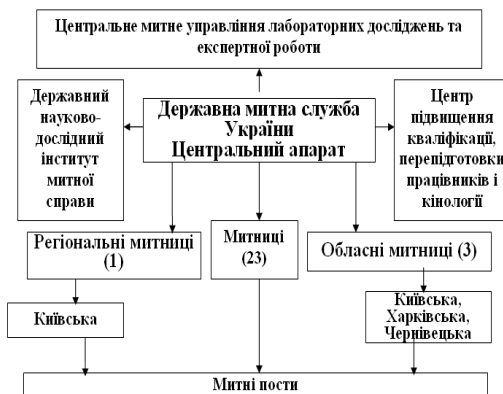 Центральне митне управління лабораторних досліджень та
експертної роботи
Державний
науково-
дослідний
інститут
митної
справи
Державна митна служба
України
Центральний апарат
Центр
підвищення
кваліфікації,
перепідготовки
працівників і
кінології
Регіональні митниці
(1)
Митниці
(23)
Обласні митниці (3)
Київська
Київська,
Харківська,
Чернівецька
Митні пости